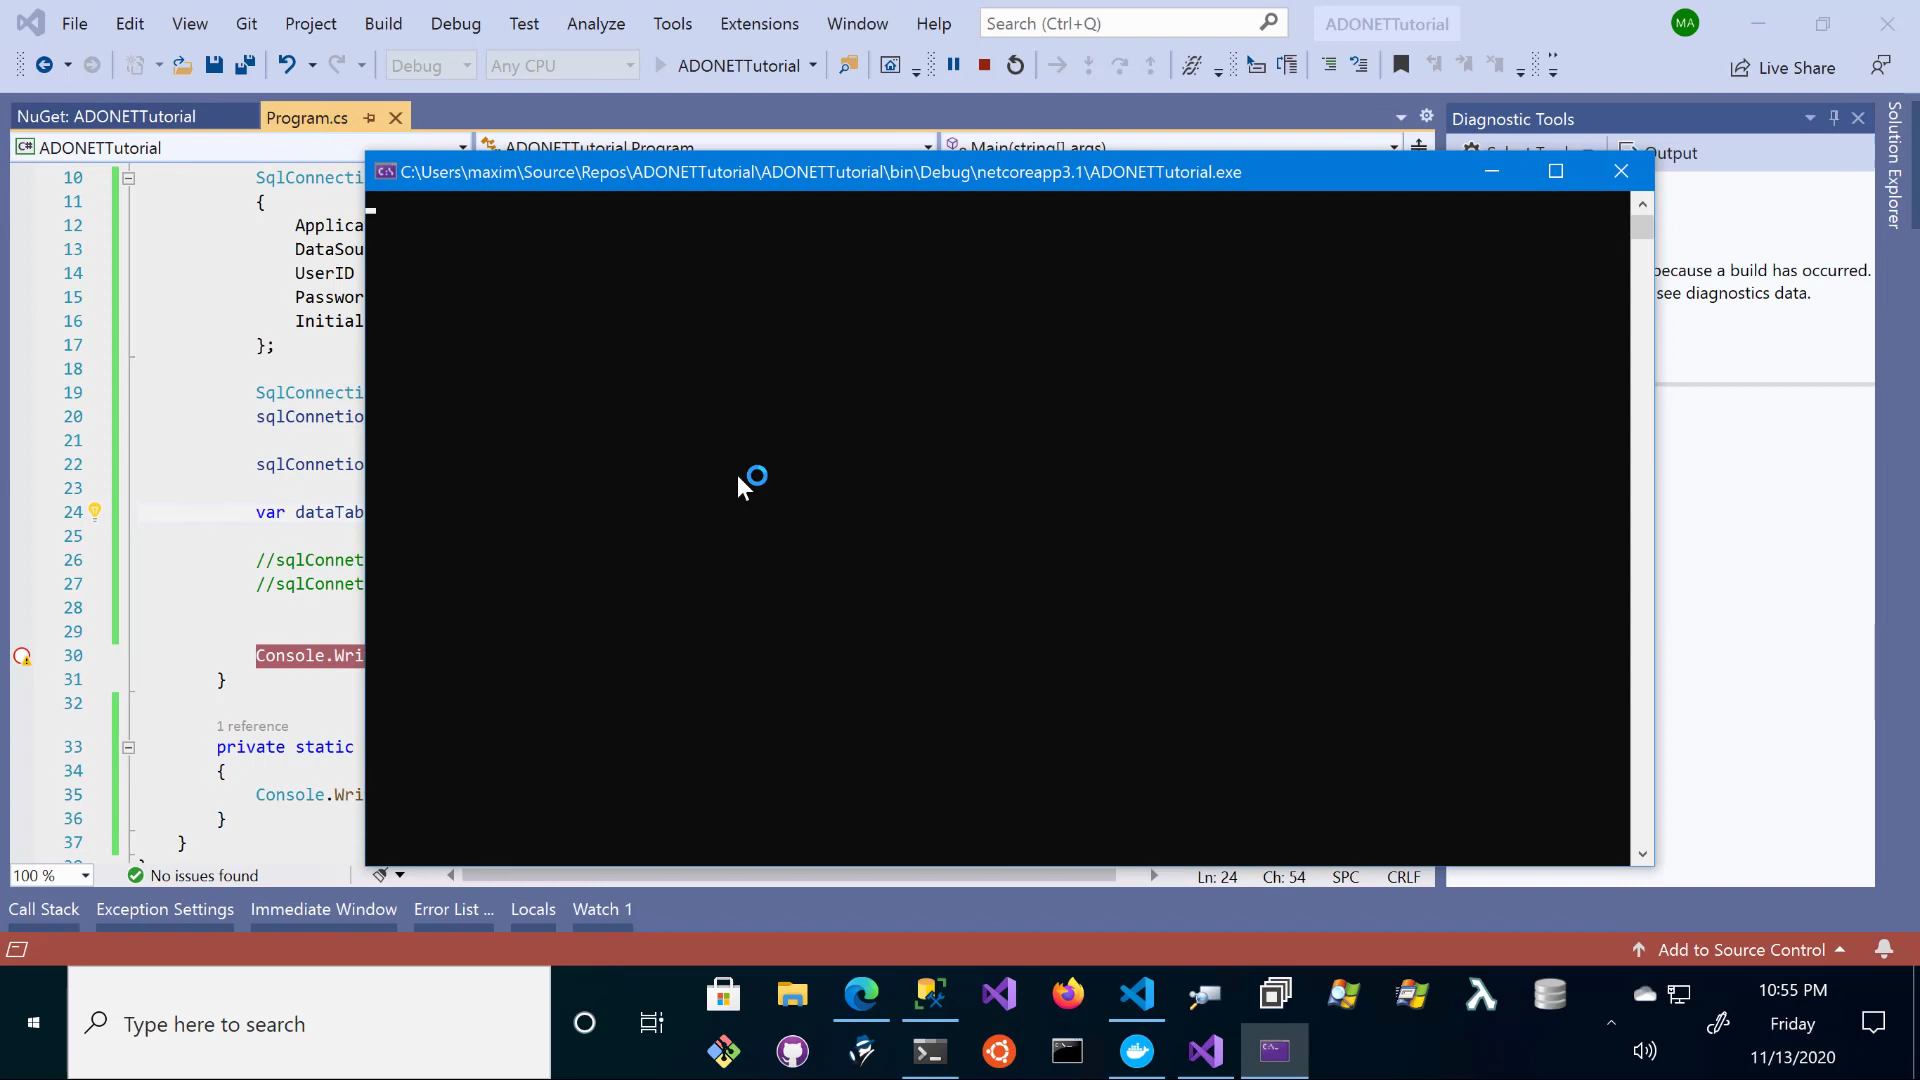 File Edit View Git Project Build Debug Test Analyze Tools Extensions Window Help Search (Ctrl+Q) ADONETTutorial MA
Debug Any CPU ADONETTutorial Live Share
NuGet: ADONETTutorial Program.cs Diagnostic Tools
C# ADONETTutorial ADONETTutorial.Program Main(string[] args) Select Tools Output
C:\Users\maxim\Source\Repos\ADONETTutorial\ADONETTutorial\bin\Debug\netcoreapp3.1\ADONETTutorial.exe
Solution Explorer
10 SqlConnecti
11 {
12 Applica
13 DataSou
14 UserID
15 Passwor
16 Initial
17 };
18
19 SqlConnecti
20 sqlConnetio
21
22 sqlConnetio
23
24 var dataTab
25
26 //sqlConnet
27 //sqlConnet
28
29
30 Console.Wri
31 }
32
1 reference
33 private static
34 {
35 Console.Wri
36 }
37 }
because a build has occurred.
see diagnostics data.
100 % No issues found Ln: 24 Ch: 54 SPC CRLF
Call Stack Exception Settings Immediate Window Error List ... Locals Watch 1
Add to Source Control
Type here to search
10:55 PM
Friday
11/13/2020